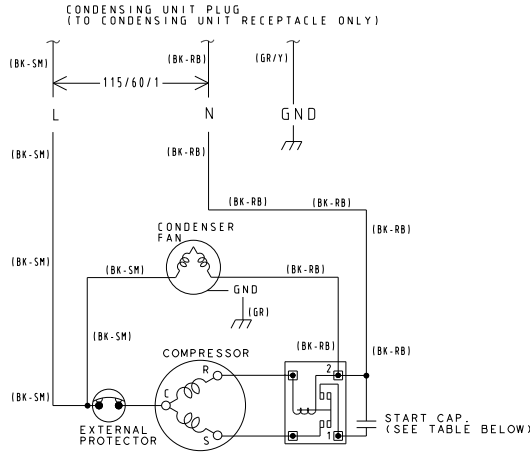 CONDENSING UNIT PLUG
(TO CONDENSING UNIT RECEPTACLE ONLY)
(BK-SM)
(BK-RB)
(GR/Y)
115/60/1
L
N
GND
(BK-SM)
(BK-RB)
(BK-RB)
(BK-RB)
(BK-RB)
CONDENSER
FAN
(BK-SM)
(BK-SM)
(BK-RB)
GND
(GR)
(BK-SM)
(BK-RB)
(BK-RB)
COMPRESSOR
R
2
(BK-SM)
C
START CAP.
(SEE TABLE BELOW)
EXTERNAL
PROTECTOR
S
1